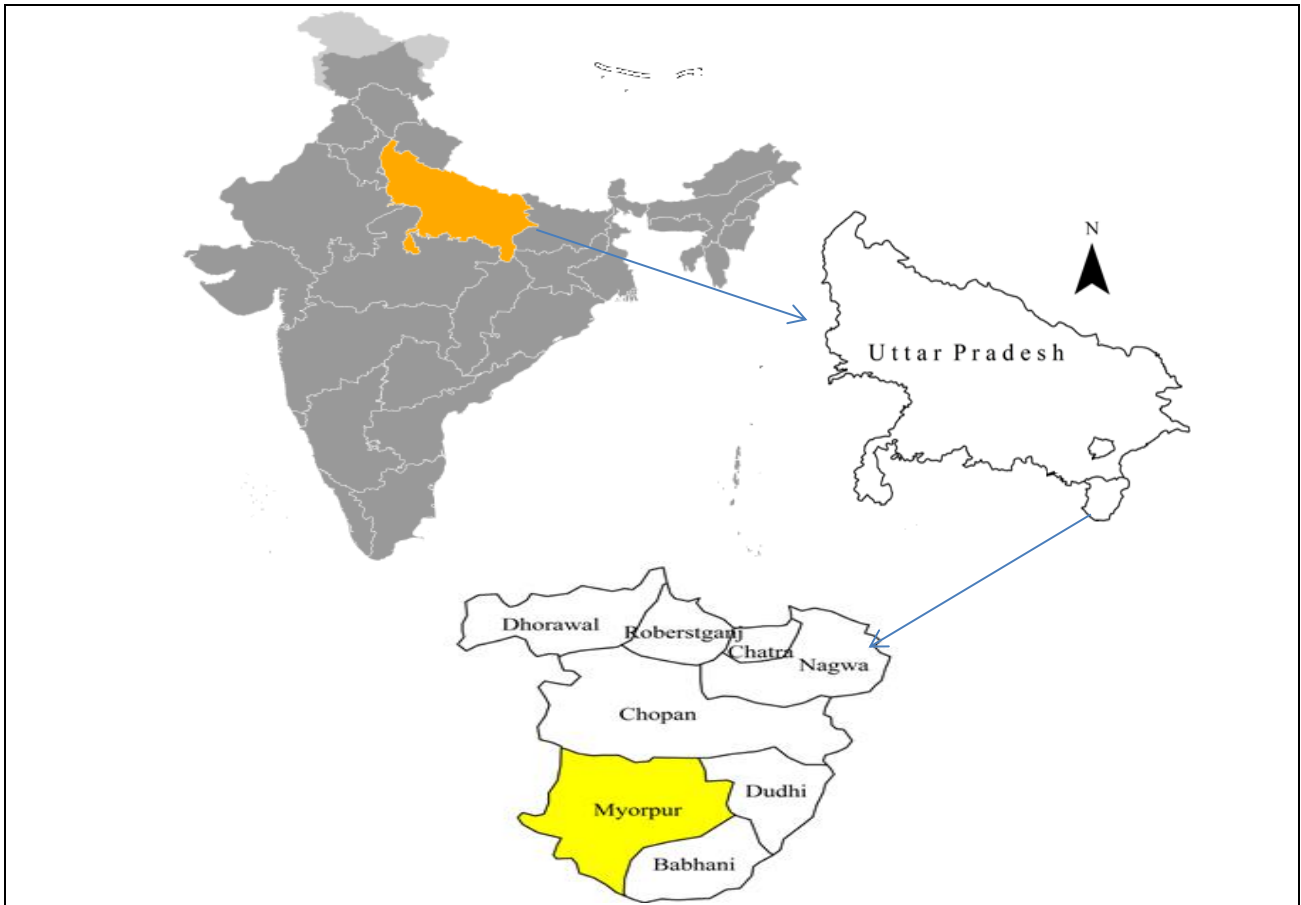 N
Uttar Pradesh
Dhorawal
Roberstganj
Chatra
Nagwa
Chopan
Dudhi
Myorpur
Babhani